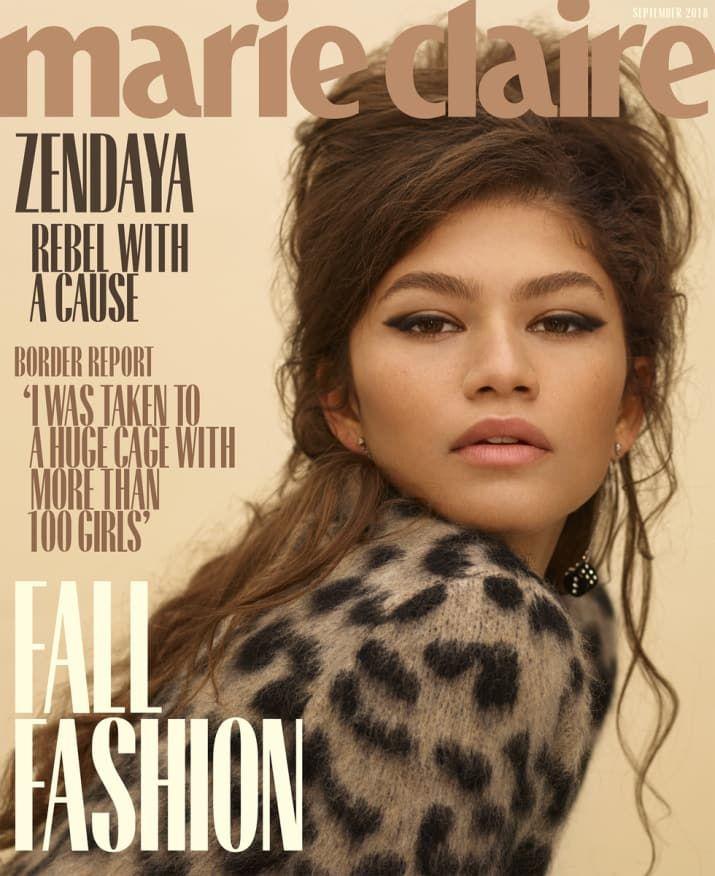 SEPTEMBER 2018
marie claire
ZENDAYA
REBEL WITH
A CAUSE
BORDER REPORT
‘I WAS TAKEN TO
A HUGE CAGE WITH
MORE THAN
100 GIRLS’
FALL
FASHION